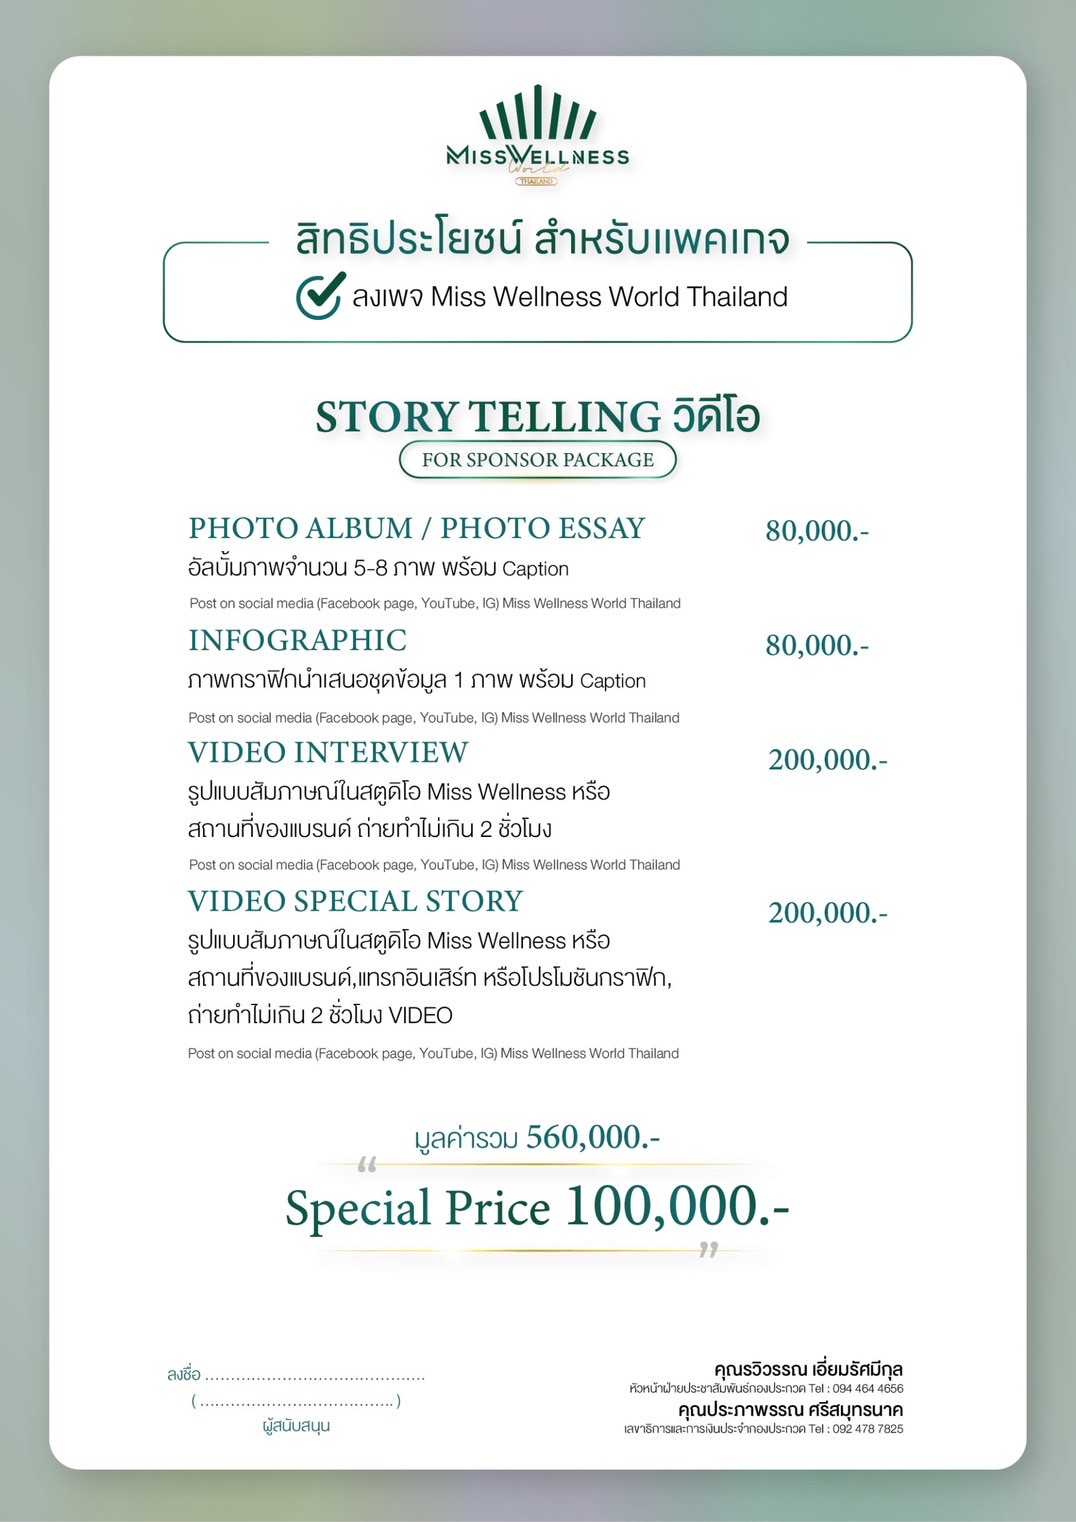 MISSWELLNESS
World
THAILAND
สิทธิประโยชน์ สำหรับแพคเกจ
ลงเพจ Miss Wellness World Thailand
STORY TELLING วิดีโอ
FOR SPONSOR PACKAGE
PHOTO ALBUM / PHOTO ESSAY 80,000.-
อัลบั้มภาพจำนวน 5-8 ภาพ พร้อม Caption
Post on social media (Facebook page, YouTube, IG) Miss Wellness World Thailand
INFOGRAPHIC 80,000.-
ภาพกราฟิกนำเสนอชุดข้อมูล 1 ภาพ พร้อม Caption
Post on social media (Facebook page, YouTube, IG) Miss Wellness World Thailand
VIDEO INTERVIEW 200,000.-
รูปแบบสัมภาษณ์ในสตูดิโอ Miss Wellness หรือ
สถานที่ของแบรนด์ ถ่ายทำไม่เกิน 2 ชั่วโมง
Post on social media (Facebook page, YouTube, IG) Miss Wellness World Thailand
VIDEO SPECIAL STORY 200,000.-
รูปแบบสัมภาษณ์ในสตูดิโอ Miss Wellness หรือ
สถานที่ของแบรนด์,แทรกอินเสิร์ท หรือโปรโมชันกราฟิก,
ถ่ายทำไม่เกิน 2 ชั่วโมง VIDEO
Post on social media (Facebook page, YouTube, IG) Miss Wellness World Thailand
มูลค่ารวม 560,000.-
“ Special Price 100,000.- ”
ลงชื่อ ...........................................
( ..................................... )
ผู้สนับสนุน
คุณรวิวรรณ เอี่ยมรัศมีกุล
หัวหน้าฝ่ายประชาสัมพันธ์กองประกวด Tel : 094 464 4656
คุณประภาพรรณ ศรีสมุทรนาค
เลขาธิการและการเงินประจำกองประกวด Tel : 092 478 7825